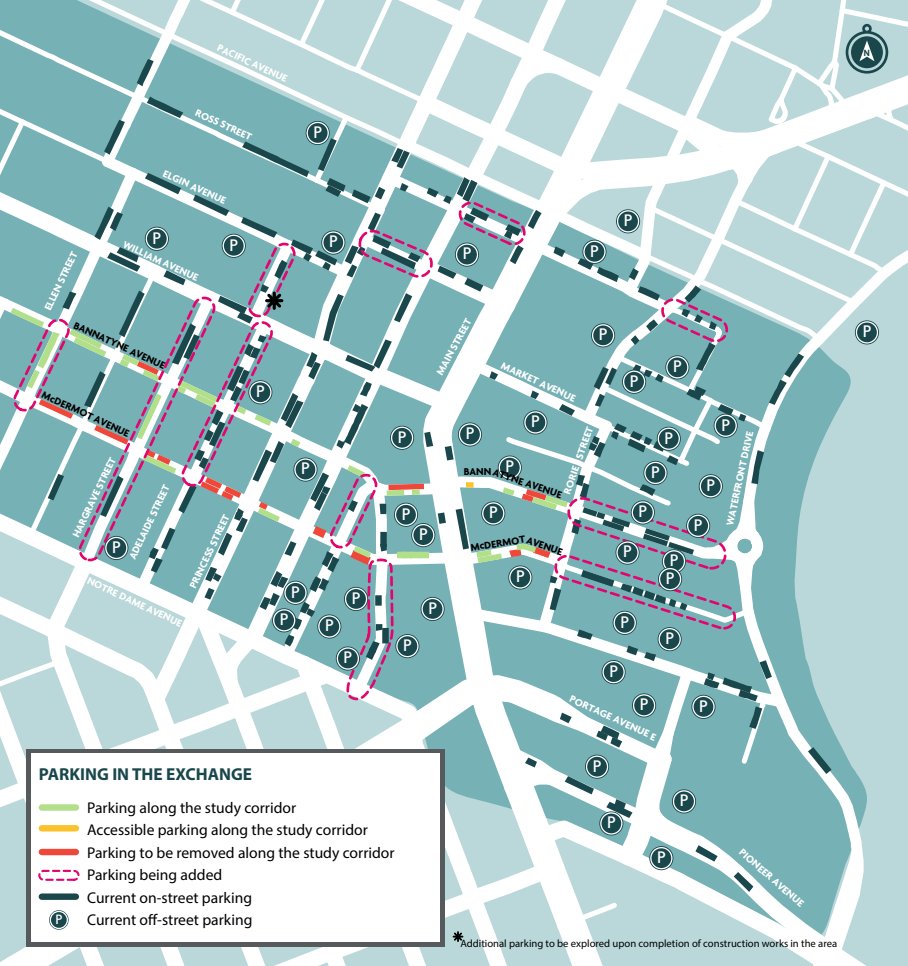 PACIFIC AVENUE
N
ROSS STREET
P
ELGIN AVENUE
P
P
P
P
P
P
WILLIAM AVENUE
ELLEN STREET
✱
BANNATYNE AVENUE
MAIN STREET
P
P
P
MARKET AVENUE
P
P
P
McDERMOT AVENUE
P
P
P
P
P
RORIE STREET
WATERFRONT DRIVE
HARGRAVE STREET
ADELAIDE STREET
PRINCESS STREET
P
BANNATYNE AVENUE
P
P
P
P
P
P
P
P
P
McDERMOT AVENUE
P
P
P
P
NOTRE DAME AVENUE
P
P
P
P
P
P
P
P
P
P
P
P
P
PORTAGE AVENUE E
P
P
P
P
PIONEER AVENUE
PARKING IN THE EXCHANGE
Parking along the study corridor
Accessible parking along the study corridor
Parking to be removed along the study corridor
Parking being added
Current on-street parking
P Current off-street parking
✱Additional parking to be explored upon completion of construction works in the area